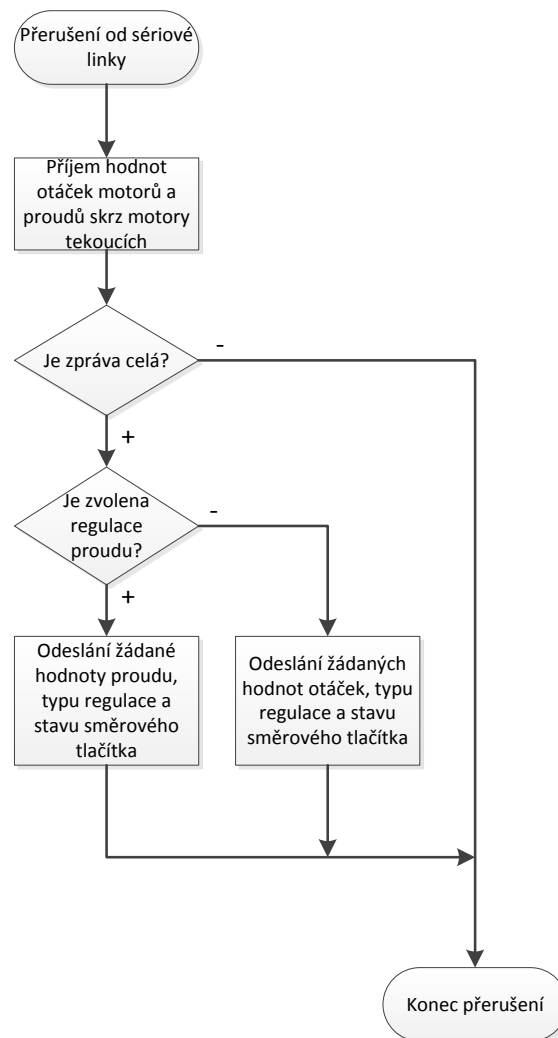 Přerušení od sériové
linky
Příjem hodnot
otáček motorů a
proudů skrz motory
tekoucích
Je zpráva celá?
-
+
Je zvolena
regulace
proudu?
-
+
Odeslání žádané
hodnoty proudu,
typu regulace a
stavu směrového
tlačítka
Odeslání žádaných
hodnot otáček, typu
regulace a stavu
směrového tlačítka
Konec přerušení